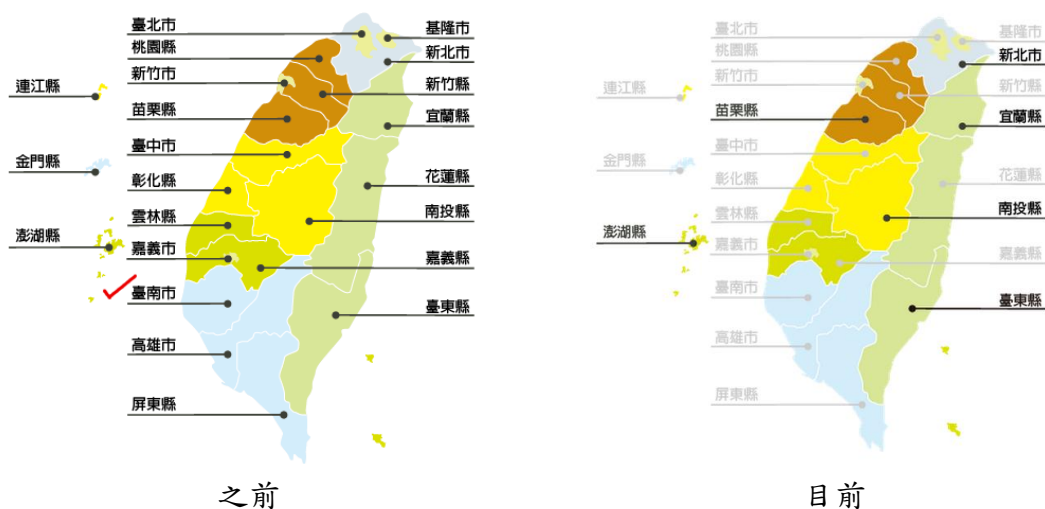 臺北市
桃園縣
新竹市
苗栗縣
臺中市
彰化縣
雲林縣
嘉義市
臺南市
高雄市
屏東縣
基隆市
新北市
新竹縣
宜蘭縣
花蓮縣
南投縣
嘉義縣
臺東縣
連江縣
金門縣
澎湖縣
之前
臺北市
桃園縣
新竹市
苗栗縣
臺中市
彰化縣
雲林縣
嘉義市
臺南市
高雄市
屏東縣
基隆市
新北市
新竹縣
宜蘭縣
花蓮縣
南投縣
嘉義縣
臺東縣
連江縣
金門縣
澎湖縣
目前